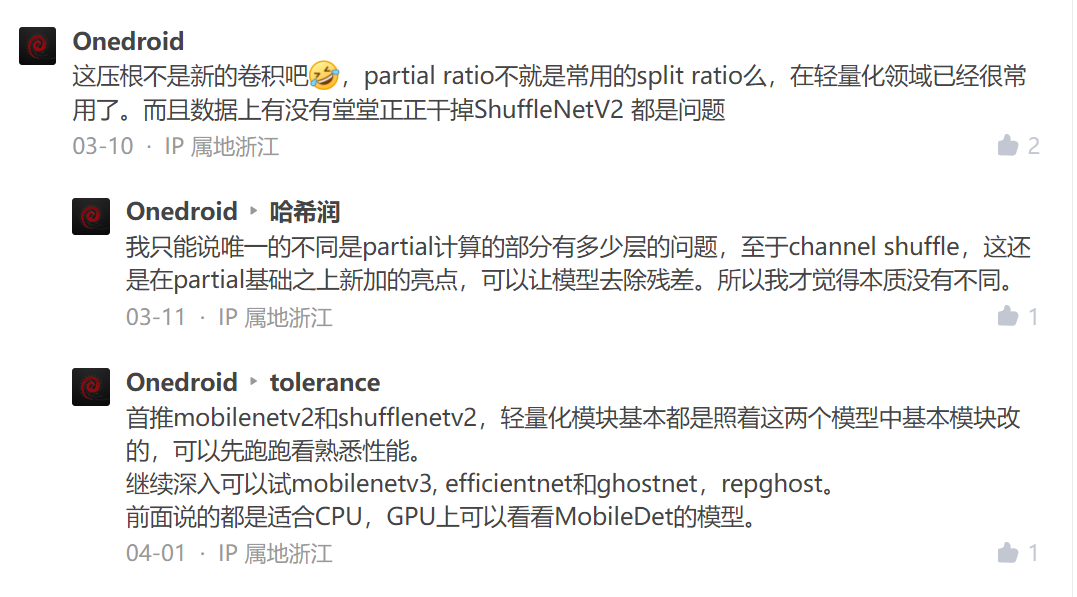 Onedroid
这压根不是新的卷积吧🤣，partial ratio不就是常用的split ratio么，在轻量化领域已经很常
用了。而且数据上有没有堂堂正正干掉ShuffleNetV2 都是问题
03-10 · IP 属地浙江 2
Onedroid ▸ 哈希润
我只能说唯一的不同是partial计算的部分有多少层的问题，至于channel shuffle，这还
是在partial基础之上新加的亮点，可以让模型去除残差。所以我才觉得本质没有不同。
03-11 · IP 属地浙江 1
Onedroid ▸ tolerance
首推mobilenetv2和shufflenetv2，轻量化模块基本都是照着这两个模型中基本模块改
的，可以先跑跑看熟悉性能。
继续深入可以试mobilenetv3, efficientnet和ghostnet，repghost。
前面说的都是适合CPU，GPU上可以看看MobileDet的模型。
04-01 · IP 属地浙江 1